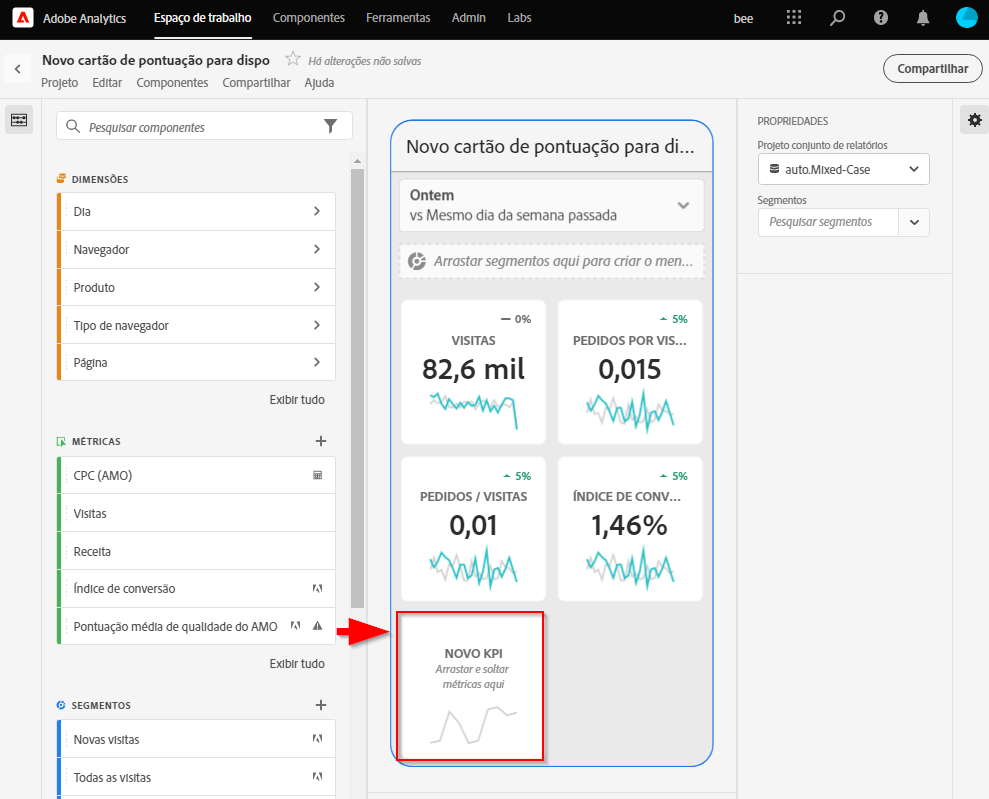 Adobe Analytics
Espaço de trabalho
Componentes
Ferramentas
Admin
Labs
bee
Novo cartão de pontuação para dispo
Há alterações não salvas
Projeto
Editar
Componentes
Compartilhar
Ajuda
Compartilhar
Pesquisar componentes
DIMENSÕES
Dia
Navegador
Produto
Tipo de navegador
Página
Exibir tudo
MÉTRICAS
CPC (AMO)
Visitas
Receita
Índice de conversão
Pontuação média de qualidade do AMO
Exibir tudo
SEGMENTOS
Novas visitas
Todas as visitas
Novo cartão de pontuação para di...
Ontem
vs Mesmo dia da semana passada
Arrastar segmentos aqui para criar o men...
0%
VISITAS
82,6 mil
5%
PEDIDOS POR VIS...
0,015
5%
PEDIDOS / VISITAS
0,01
5%
ÍNDICE DE CONV...
1,46%
NOVO KPI
Arrastar e soltar
métricas aqui
PROPRIEDADES
Projeto conjunto de relatórios
auto.Mixed-Case
Segmentos
Pesquisar segmentos